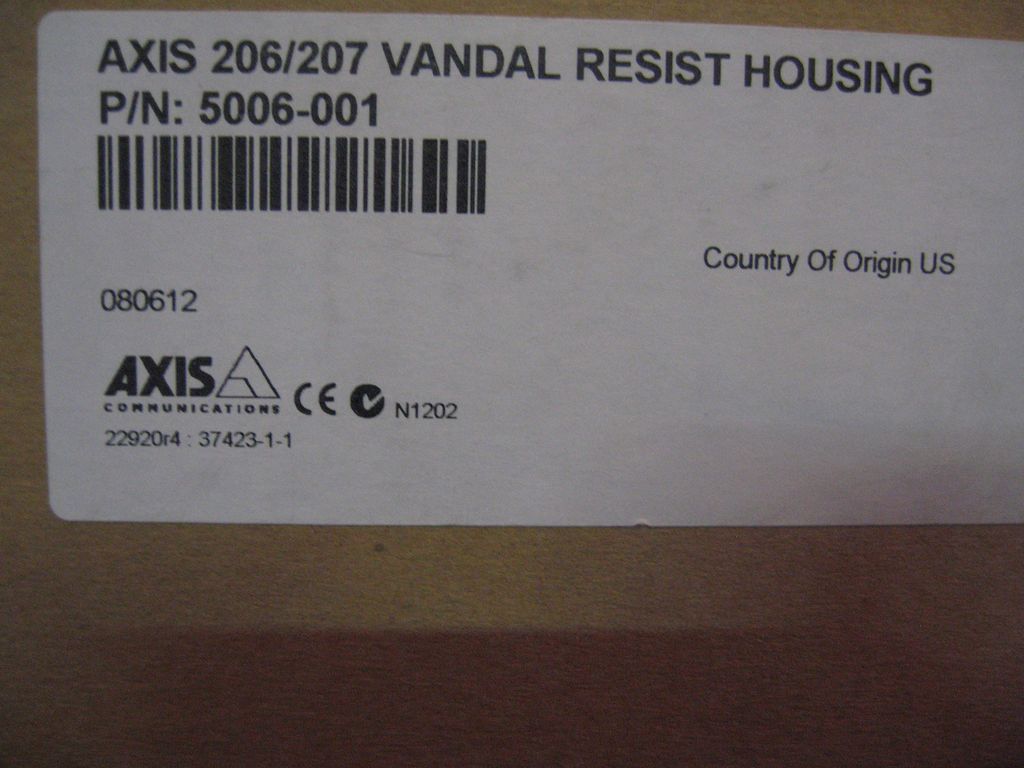 AXIS 206/207 VANDAL RESIST HOUSING
P/N: 5006-001
Country Of Origin US
080612
AXIS
COMMUNICATIONS
CE N1202
22920r4 : 37423-1-1